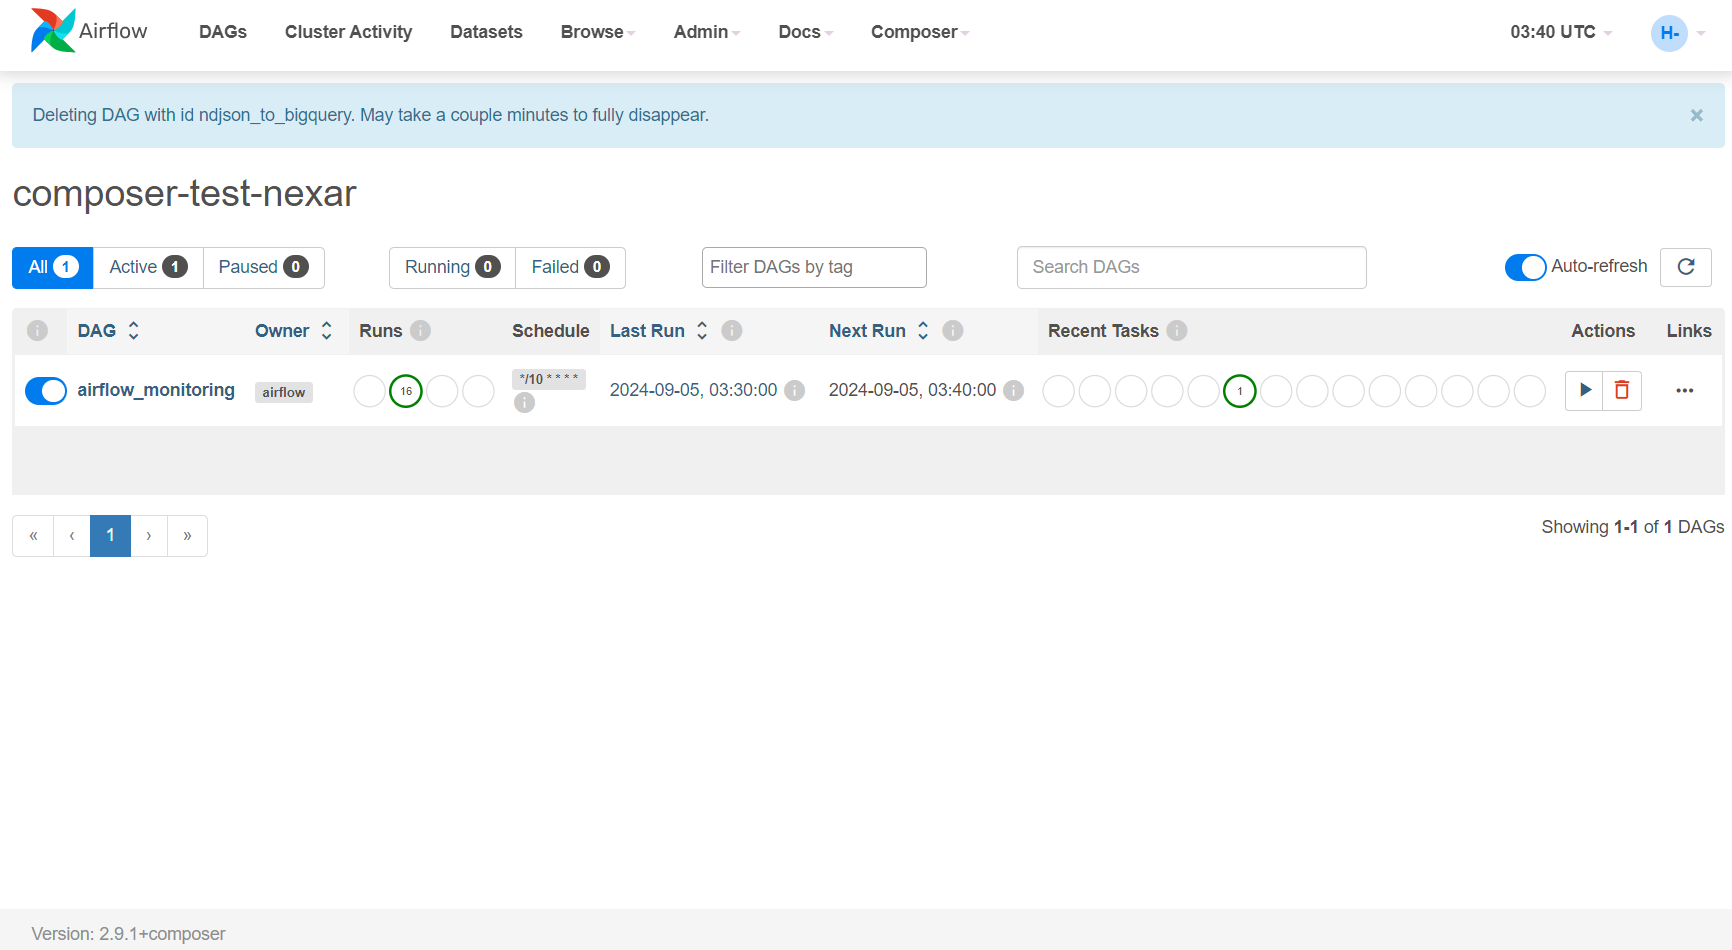 Airflow DAGs Cluster Activity Datasets Browse Admin Docs Composer 03:40 UTC H-
Deleting DAG with id ndjson_to_bigquery. May take a couple minutes to fully disappear. ×
composer-test-nexar
All 1 Active 1 Paused 0 Running 0 Failed 0 Filter DAGs by tag Search DAGs Auto-refresh
i DAG Owner Runs i Schedule Last Run i Next Run i Recent Tasks i Actions Links
airflow_monitoring airflow 16 */10 * * * * i 2024-09-05, 03:30:00 i 2024-09-05, 03:40:00 i 1
« ‹ 1 › » Showing 1-1 of 1 DAGs
Version: 2.9.1+composer